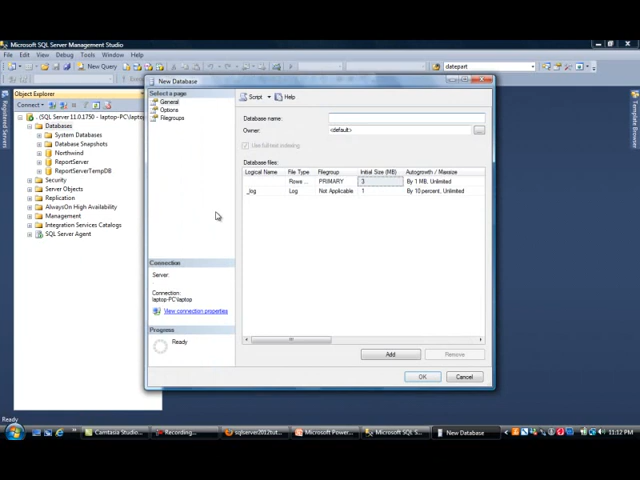 Microsoft SQL Server Management Studio
File Edit View Debug Tools Window Help
New Query
datepart
Registered Servers
Object Explorer
Connect
(SQL Server 11.0.1750 - laptop-PC\laptop
Databases
System Databases
Database Snapshots
Northwind
ReportServer
ReportServerTempDB
Security
Server Objects
Replication
AlwaysOn High Availability
Management
Integration Services Catalogs
SQL Server Agent
New Database
Select a page
General
Options
Filegroups
Script Help
Database name:
Owner: <default> ...
Use full-text indexing
Database files:
Logical Name File Type Filegroup Initial Size (MB) Autogrowth / Maxsize
Rows ... PRIMARY 3 By 1 MB, Unlimited
_log Log Not Applicable 1 By 10 percent, Unlimited
Connection
Server:
Connection:
laptop-PC\laptop
View connection properties
Progress
Ready
Add Remove
OK Cancel
Template Browser
Ready
Camtasia Studio... Recording... sqlserver2012tut... Microsoft Power... Microsoft SQL S... New Database 11:12 PM